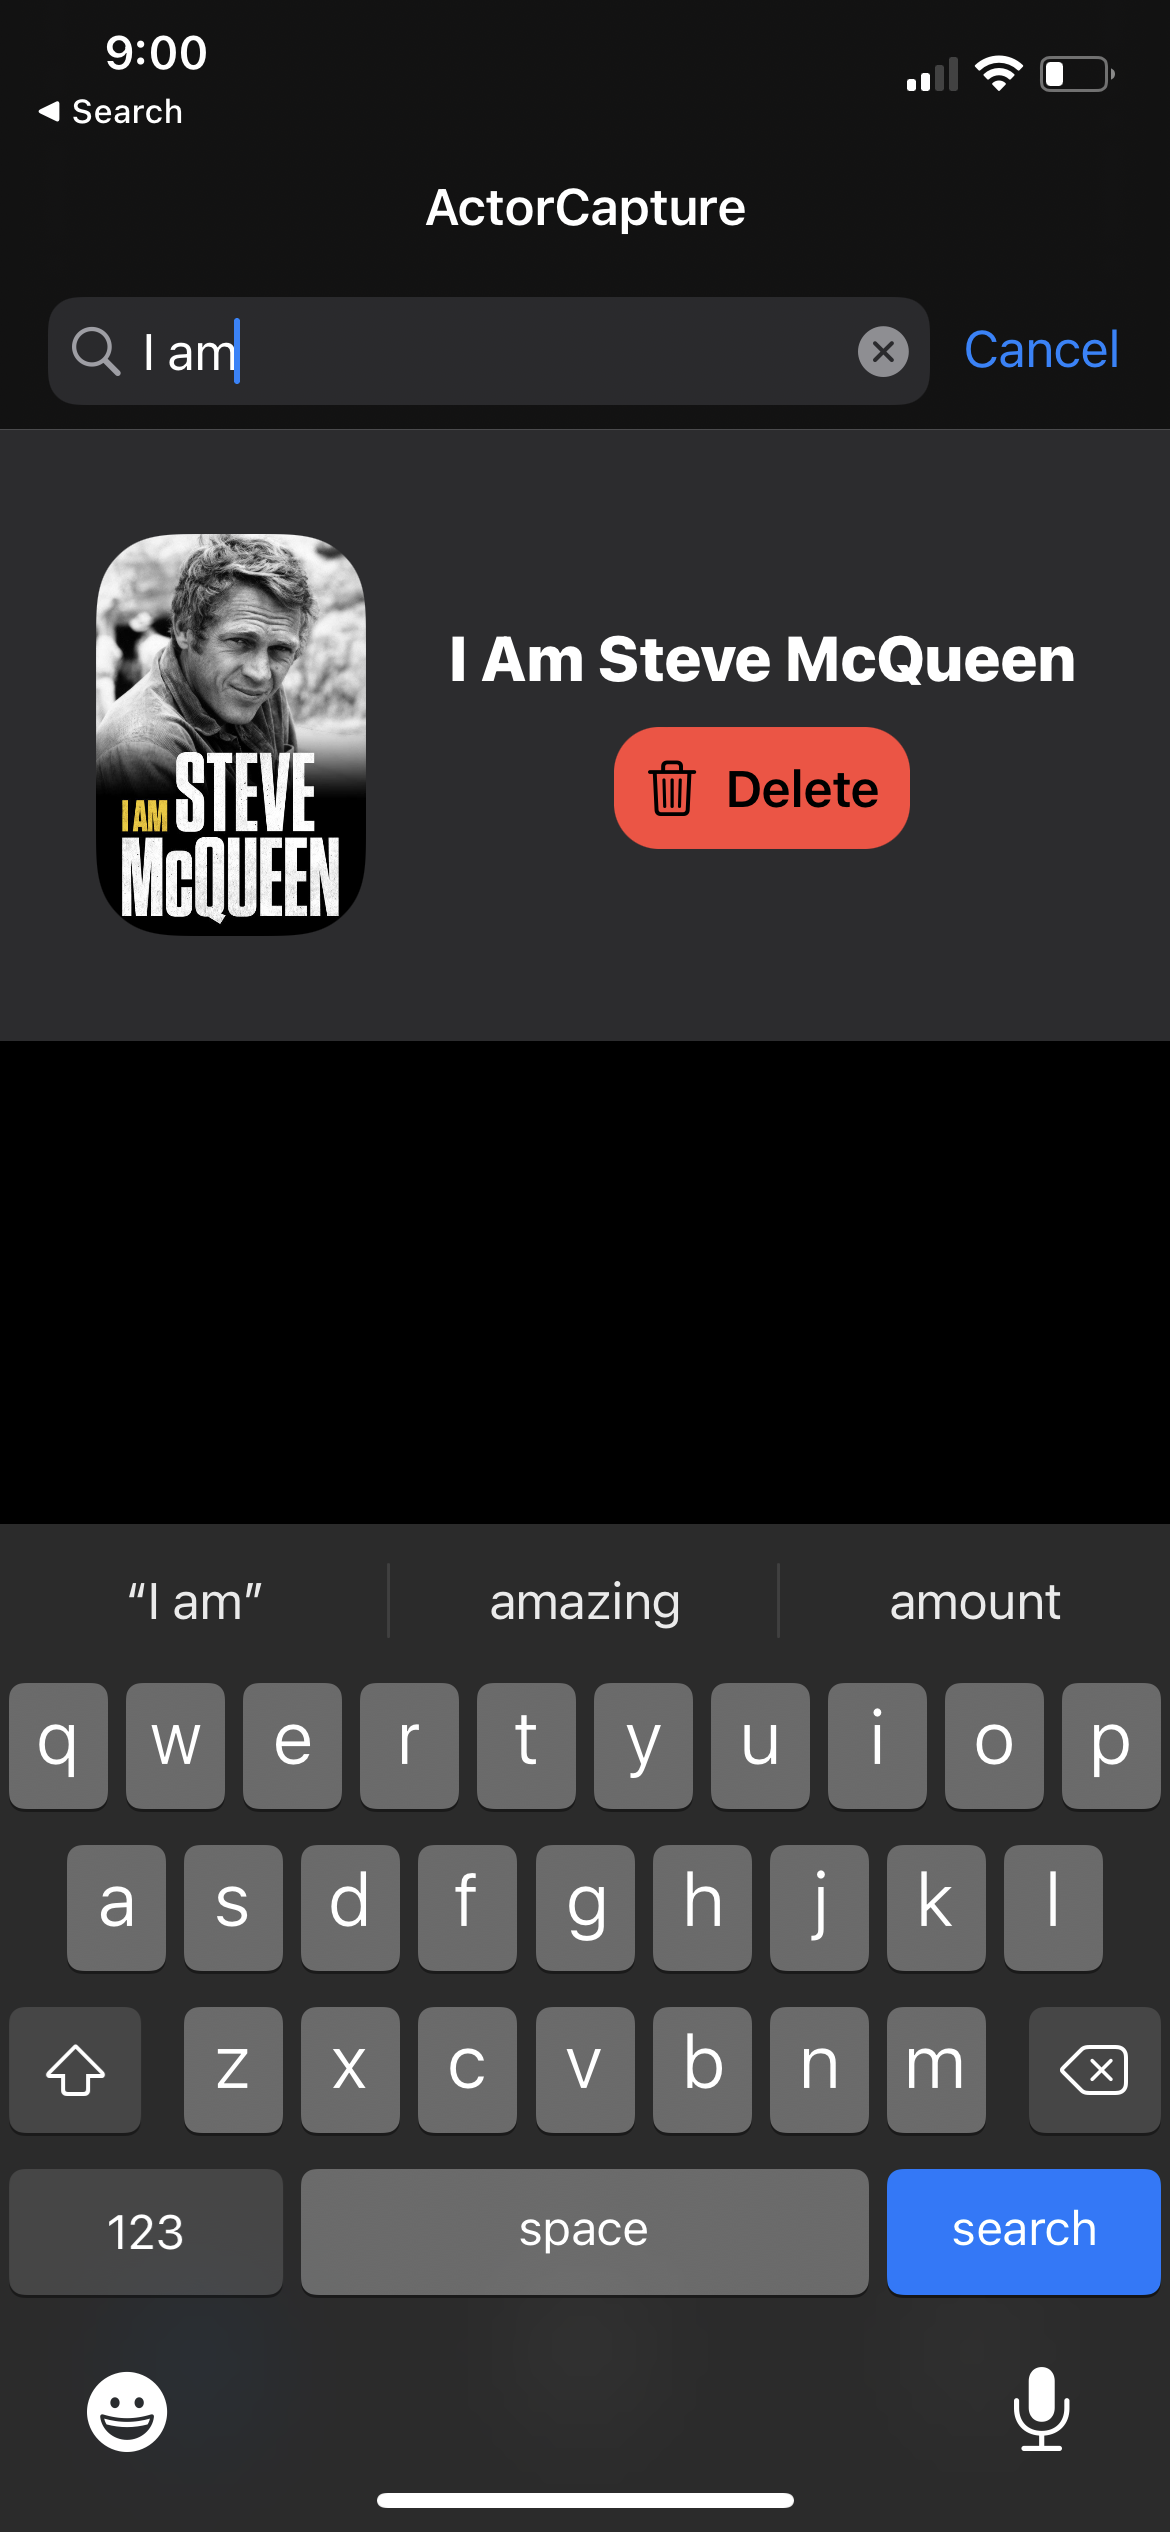 9:00
Search
ActorCapture
I am
Cancel
I Am Steve McQueen
Delete
I AM STEVE
McQUEEN
“I am”
amazing
amount
q w e r t y u i o p
a s d f g h j k l
z x c v b n m
123
space
search